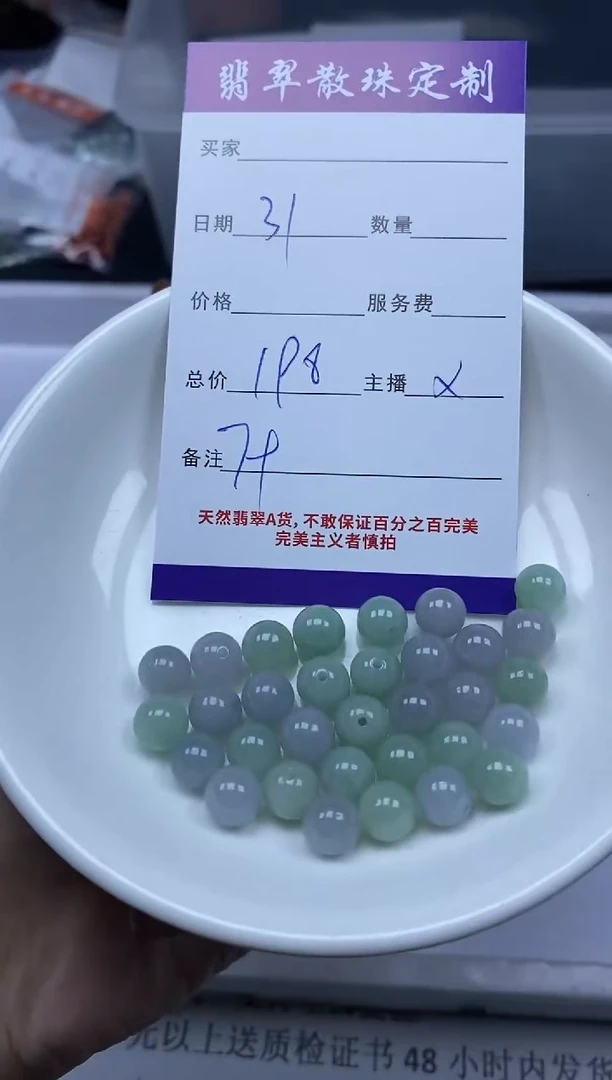 翡翠散珠定制
买家
日期 31 数量
价格 服务费
总价 198 主播
备注
天然翡翠A货,不敢保证百分之百完美
完美主义者慎拍
元以上送质检证书48小时内发货